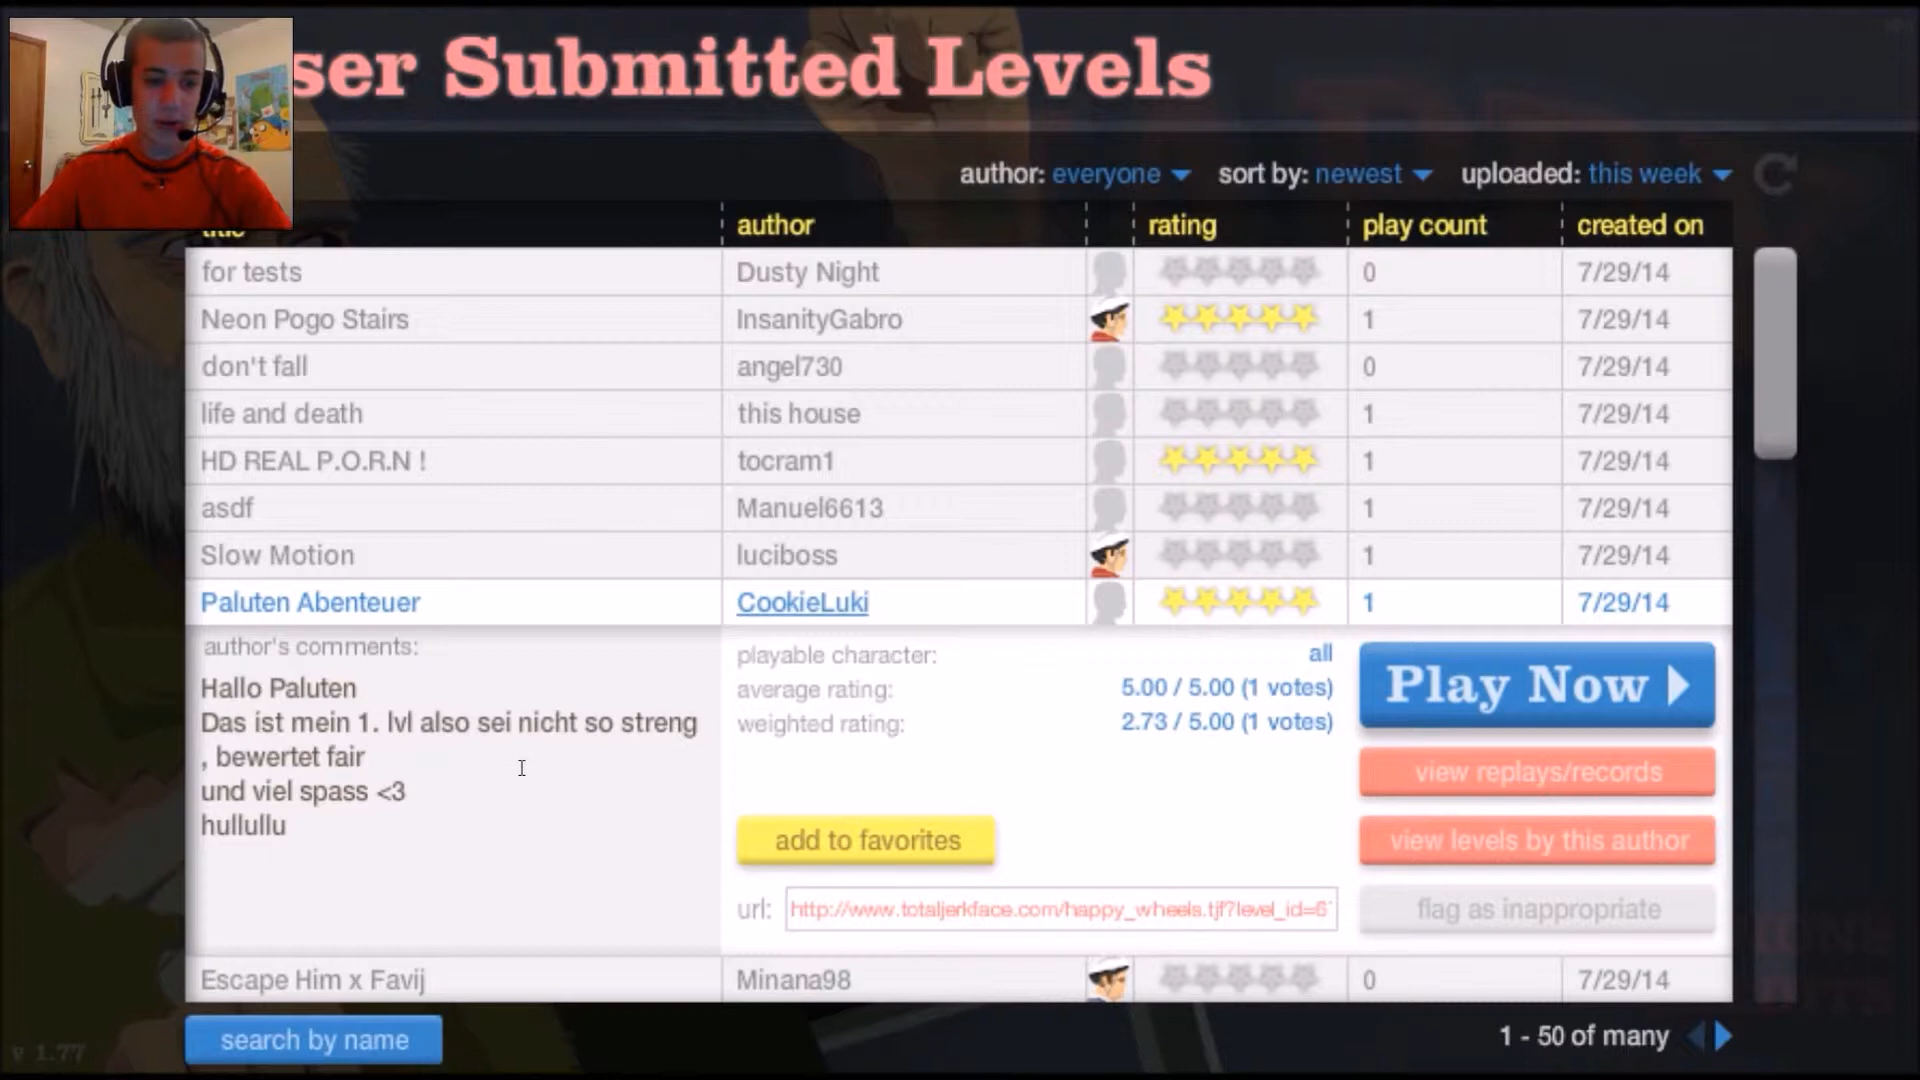 ser Submitted Levels
author: everyone sort by: newest uploaded: this week
title author rating play count created on
for tests Dusty Night 0 7/29/14
Neon Pogo Stairs InsanityGabro 1 7/29/14
don't fall angel730 0 7/29/14
life and death this house 1 7/29/14
HD REAL P.O.R.N ! tocram1 1 7/29/14
asdf Manuel6613 1 7/29/14
Slow Motion luciboss 1 7/29/14
Paluten Abenteuer CookieLuki 1 7/29/14
author's comments:
Hallo Paluten
Das ist mein 1. lvl also sei nicht so streng
, bewertet fair
und viel spass <3
hullullu
playable character: all
average rating: 5.00 / 5.00 (1 votes)
weighted rating: 2.73 / 5.00 (1 votes)
add to favorites
url: http://www.totaljerkface.com/happy_wheels.tjf?level_id=6
Play Now
view replays/records
view levels by this author
flag as inappropriate
Escape Him x Favij Minana98 0 7/29/14
search by name
1 - 50 of many
v 1.77